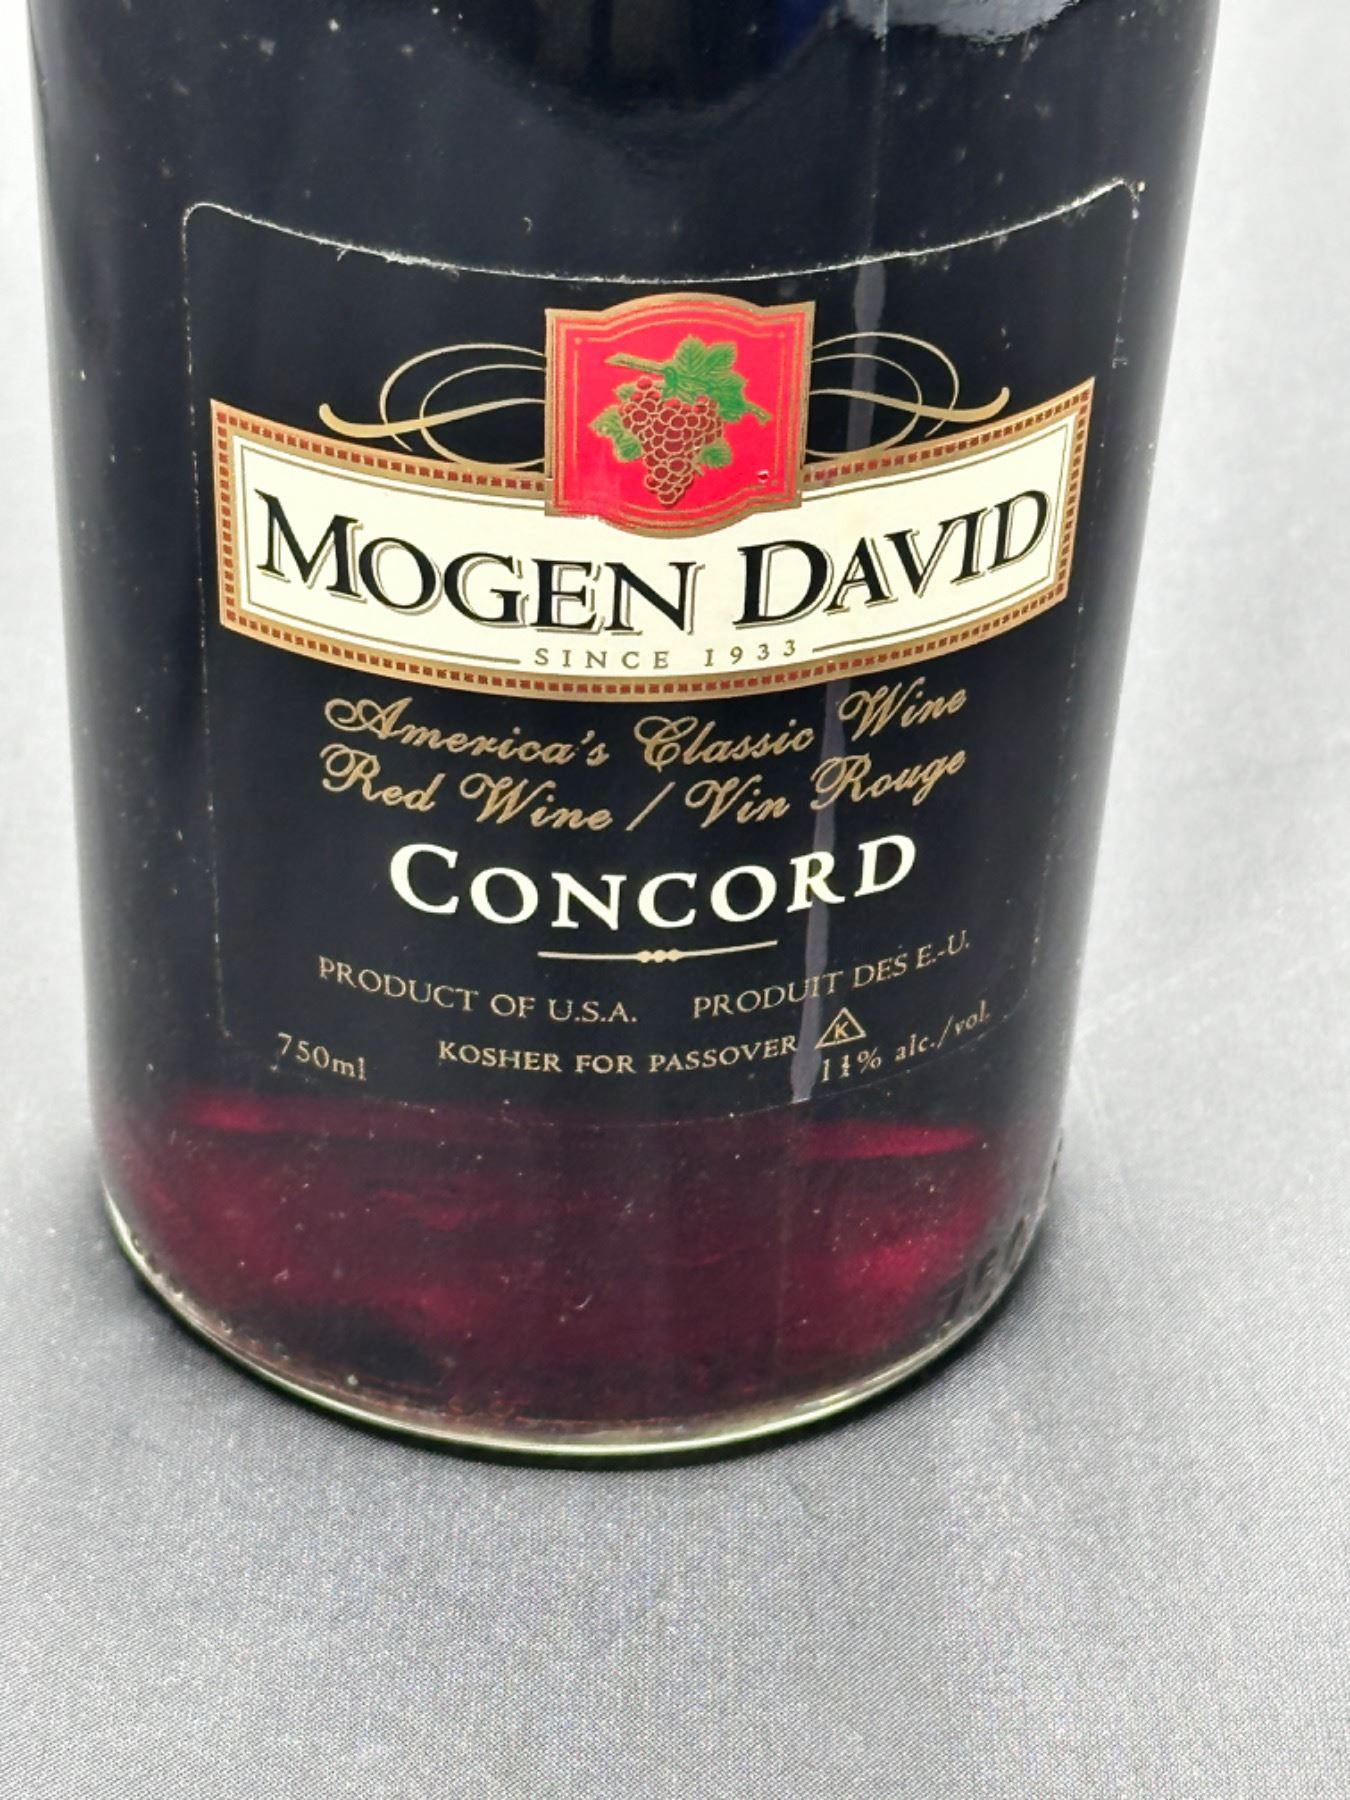 MOGEN DAVID
SINCE 1933
America's Classic Wine
Red Wine / Vin Rouge
CONCORD
PRODUCT OF U.S.A. PRODUIT DES E.-U.
750ml KOSHER FOR PASSOVER K 11% alc./vol.